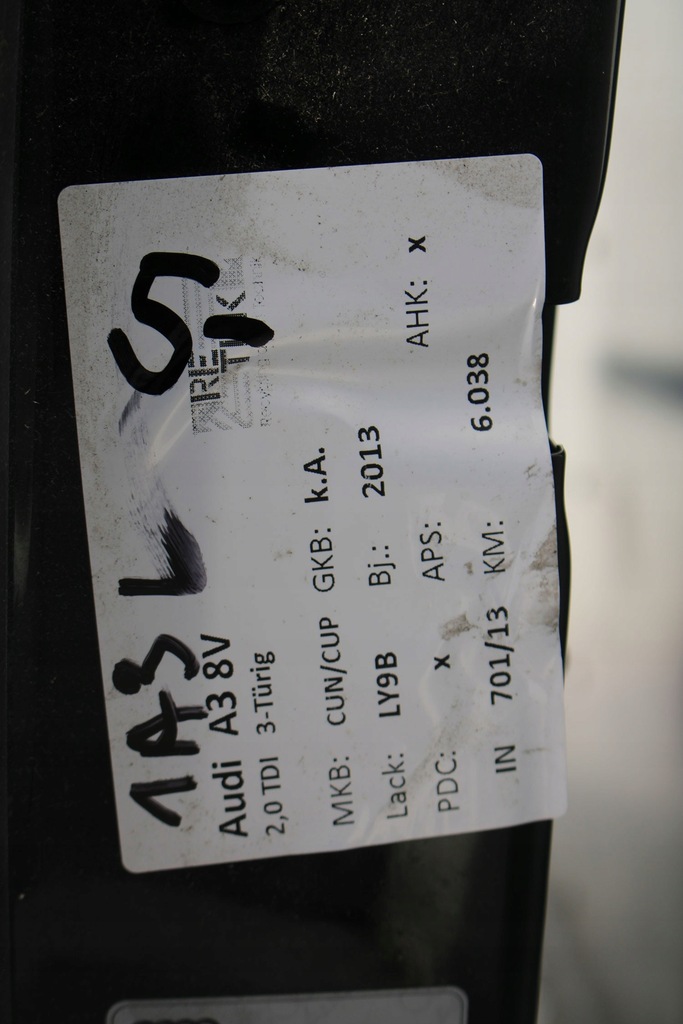 1A3 L 5
Audi A3 8V
2,0 TDI 3-Türig
MKB: CUN/CUP GKB: k.A.
Lack: LY9B Bj.: 2013
PDC: x APS: AHK: x
IN 701/13 KM: 6.038